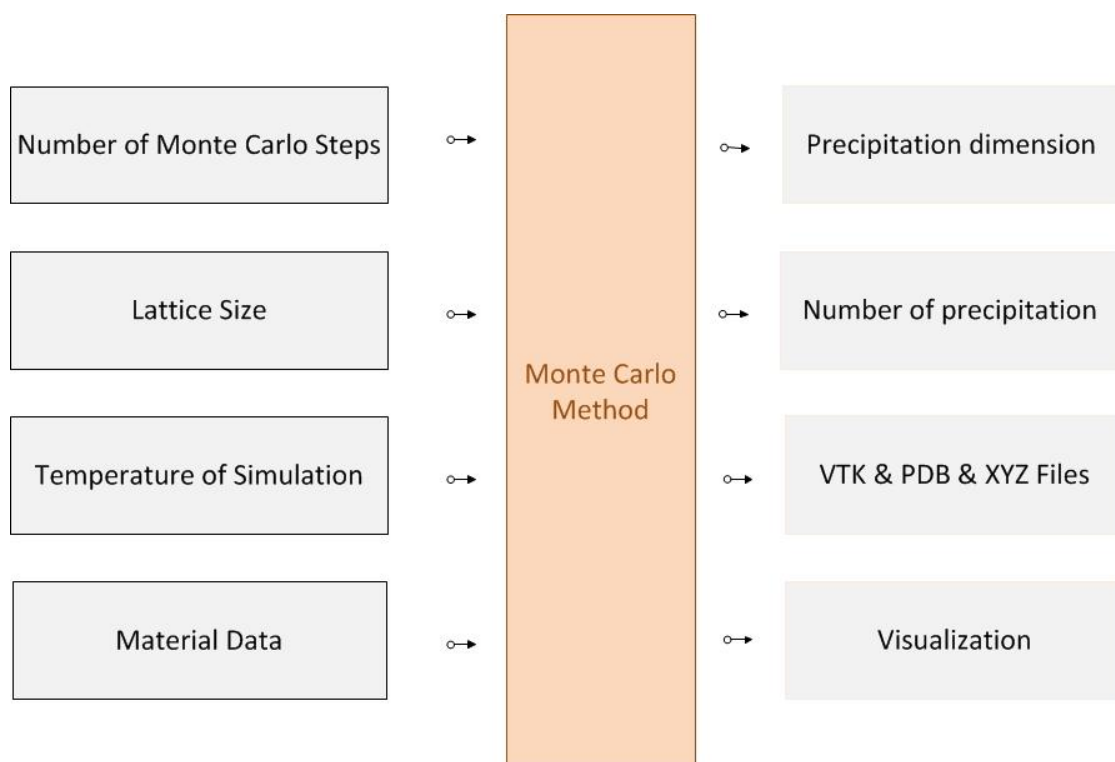 Number of Monte Carlo Steps
Lattice Size
Temperature of Simulation
Material Data
Monte Carlo
Method
Precipitation dimension
Number of precipitation
VTK & PDB & XYZ Files
Visualization